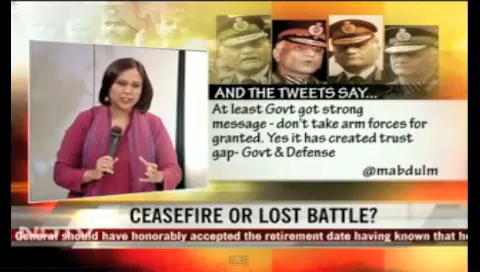 AND THE TWEETS SAY...
At least Govt got strong
message - don't take arm forces for
granted. Yes it has created trust
gap- Govt & Defense
@mabdulm
CEASEFIRE OR LOST BATTLE?
General should have honorably accepted the retirement date having known that he